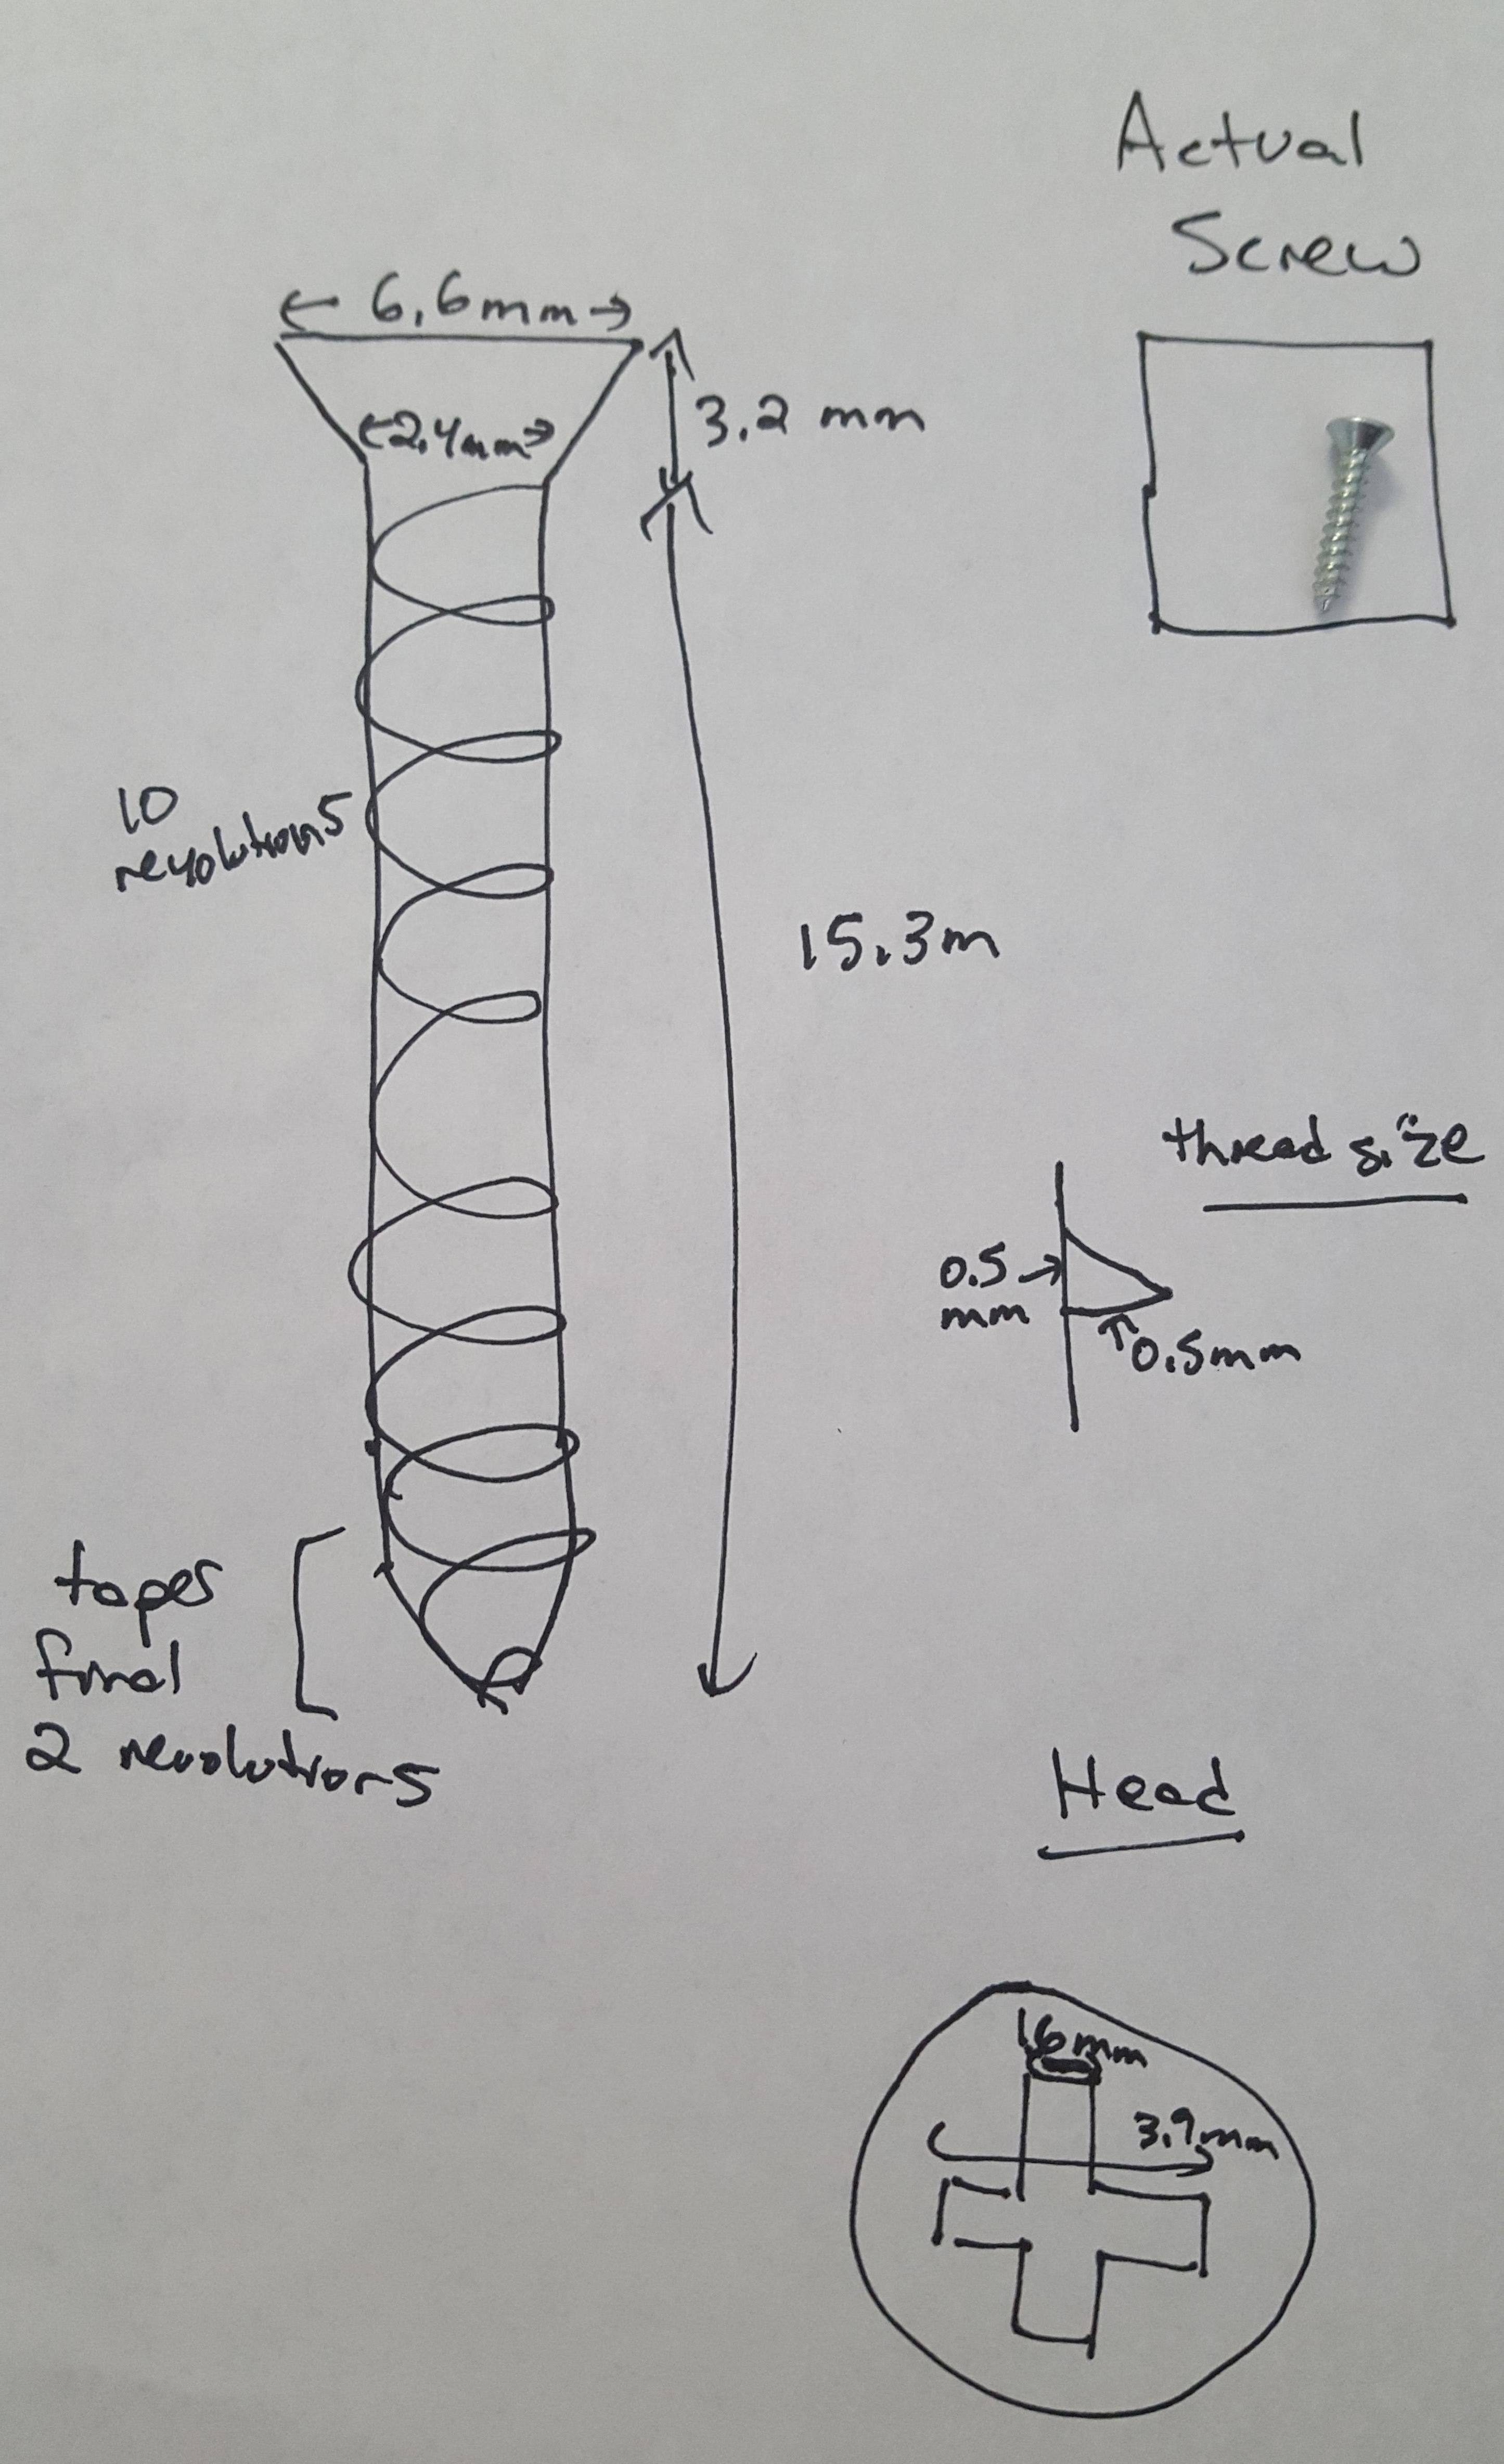 Actual
Screw
6.6mm
2.4mm
3.2 mm
10
revolutions
15.3m
thread size
0.5
mm
0.5mm
taper
final
2 revolutions
Head
1.6mm
3.9mm